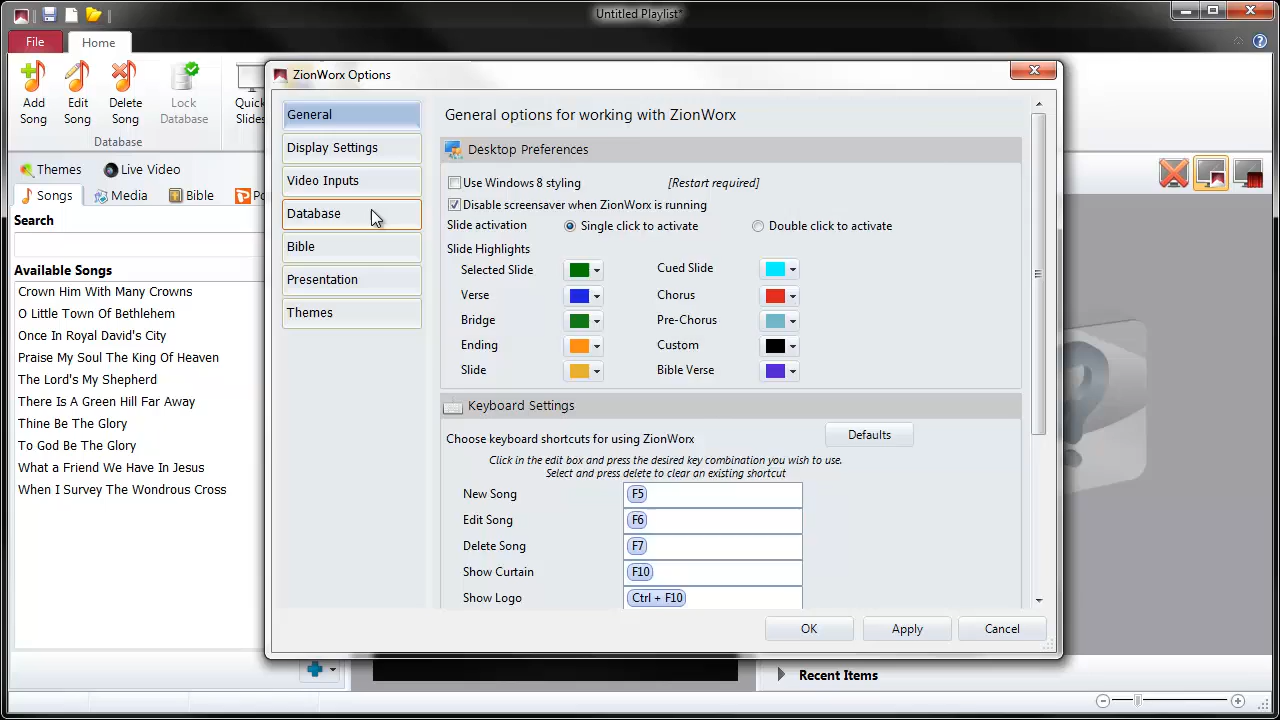 Untitled Playlist*
File
Home
Add Song
Edit Song
Delete Song
Lock Database
Quick Slides
Database
Themes
Live Video
Songs
Media
Bible
Search
Available Songs
Crown Him With Many Crowns
O Little Town Of Bethlehem
Once In Royal David's City
Praise My Soul The King Of Heaven
The Lord's My Shepherd
There Is A Green Hill Far Away
Thine Be The Glory
To God Be The Glory
What a Friend We Have In Jesus
When I Survey The Wondrous Cross
ZionWorx Options
General
Display Settings
Video Inputs
Database
Bible
Presentation
Themes
General options for working with ZionWorx
Desktop Preferences
Use Windows 8 styling [Restart required]
Disable screensaver when ZionWorx is running
Slide activation Single click to activate Double click to activate
Slide Highlights
Selected Slide Cued Slide
Verse Chorus
Bridge Pre-Chorus
Ending Custom
Slide Bible Verse
Keyboard Settings
Choose keyboard shortcuts for using ZionWorx Defaults
Click in the edit box and press the desired key combination you wish to use.
Select and press delete to clear an existing shortcut
New Song F5
Edit Song F6
Delete Song F7
Show Curtain F10
Show Logo Ctrl + F10
OK Apply Cancel
Recent Items